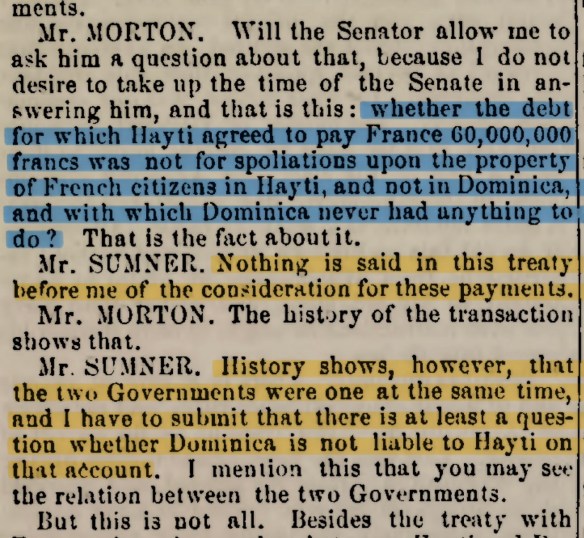 ments.
Mr. MORTON. Will the Senator allow me to
ask him a question about that, because I do not
desire to take up the time of the Senate in an-
swering him, and that is this: whether the debt
for which Hayti agreed to pay France 60,000,000
francs was not for spoliations upon the property
of French citizens in Hayti, and not in Dominica,
and with which Dominica never had anything to
do? That is the fact about it.
Mr. SUMNER. Nothing is said in this treaty
before me of the consideration for these payments.
Mr. MORTON. The history of the transaction
shows that.
Mr. SUMNER. History shows, however, that
the two Governments were one at the same time,
and I have to submit that there is at least a ques-
tion whether Dominica is not liable to Hayti on
that account. I mention this that you may see
the relation between the two Governments.
But this is not all. Besides the treaty with